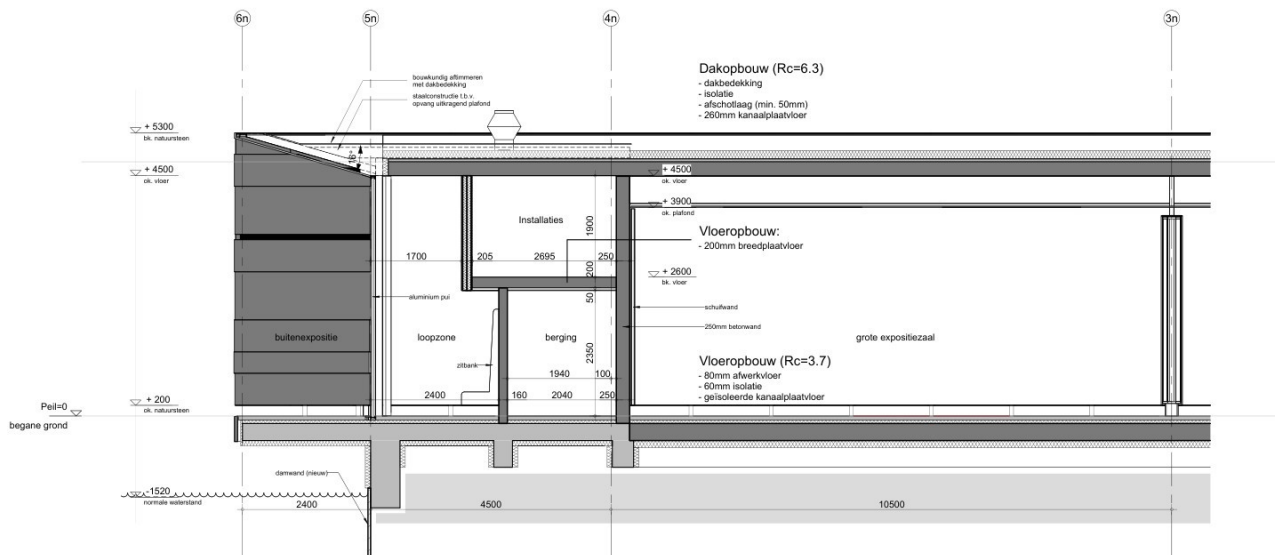 6n
5n
4n
3n
bouwkundig aftimmeren
met dakbedekking
staalconstructie t.b.v.
opvang uitkragend plafond
Dakopbouw (Rc=6.3)
- dakbedekking
- isolatie
- afschotlaag (min. 50mm)
- 260mm kanaalplaatvloer
+ 5300
bk. natuursteen
16°
+ 4500
ok. vloer
+ 4500
ok. vloer
+ 3900
ok. plafond
Installaties
1900
Vloeropbouw:
- 200mm breedplaatvloer
1700
205
2695
250
200
+ 2600
bk. vloer
50
aluminium pui
schuifwand
250mm betonwand
buitenexpositie
loopzone
berging
grote expositiezaal
2350
zitbank
Vloeropbouw (Rc=3.7)
- 80mm afwerkvloer
- 60mm isolatie
- geïsoleerde kanaalplaatvloer
1940
100
2400
160
2040
250
+ 200
ok. natuursteen
Peil=0
begane grond
damwand (nieuw)
-1520
normale waterstand
2400
4500
10500